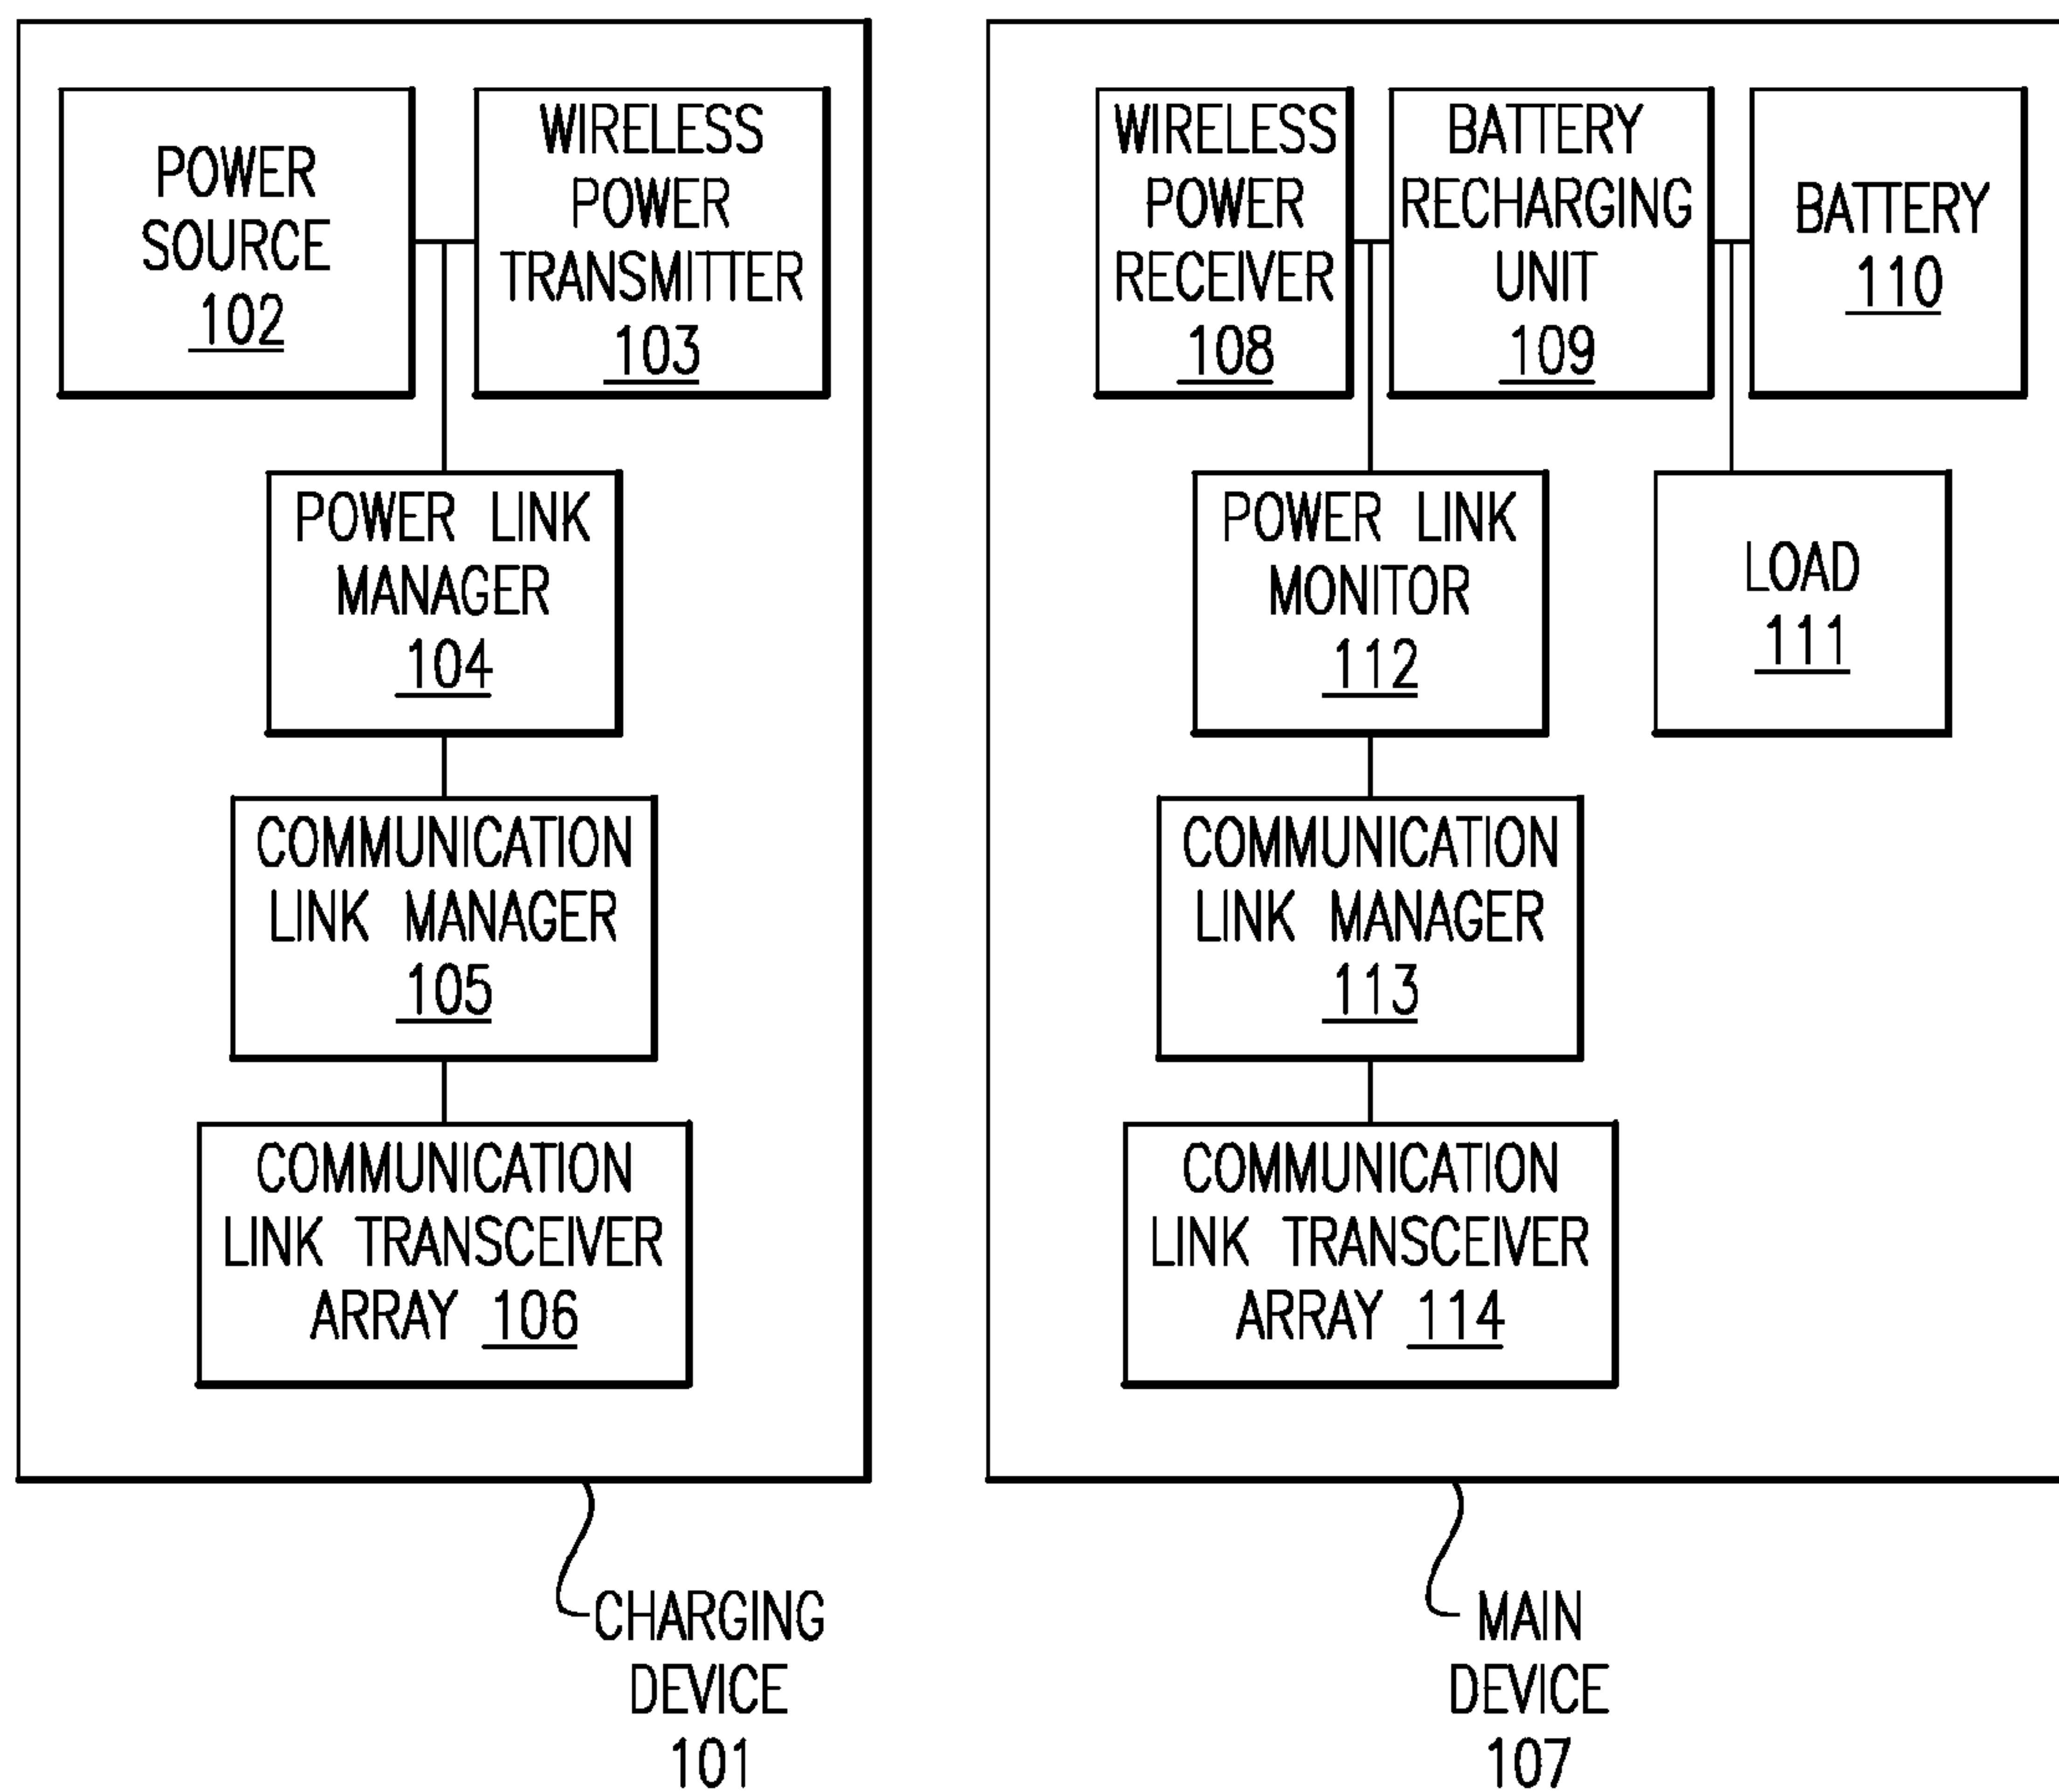 POWER
SOURCE
102
WIRELESS
POWER
TRANSMITTER
103
POWER LINK
MANAGER
104
COMMUNICATION
LINK MANAGER
105
COMMUNICATION
LINK TRANSCEIVER
ARRAY 106
CHARGING
DEVICE
101
WIRELESS
POWER
RECEIVER
108
BATTERY
RECHARGING
UNIT
109
BATTERY
110
POWER LINK
MONITOR
112
LOAD
111
COMMUNICATION
LINK MANAGER
113
COMMUNICATION
LINK TRANSCEIVER
ARRAY 114
MAIN
DEVICE
107